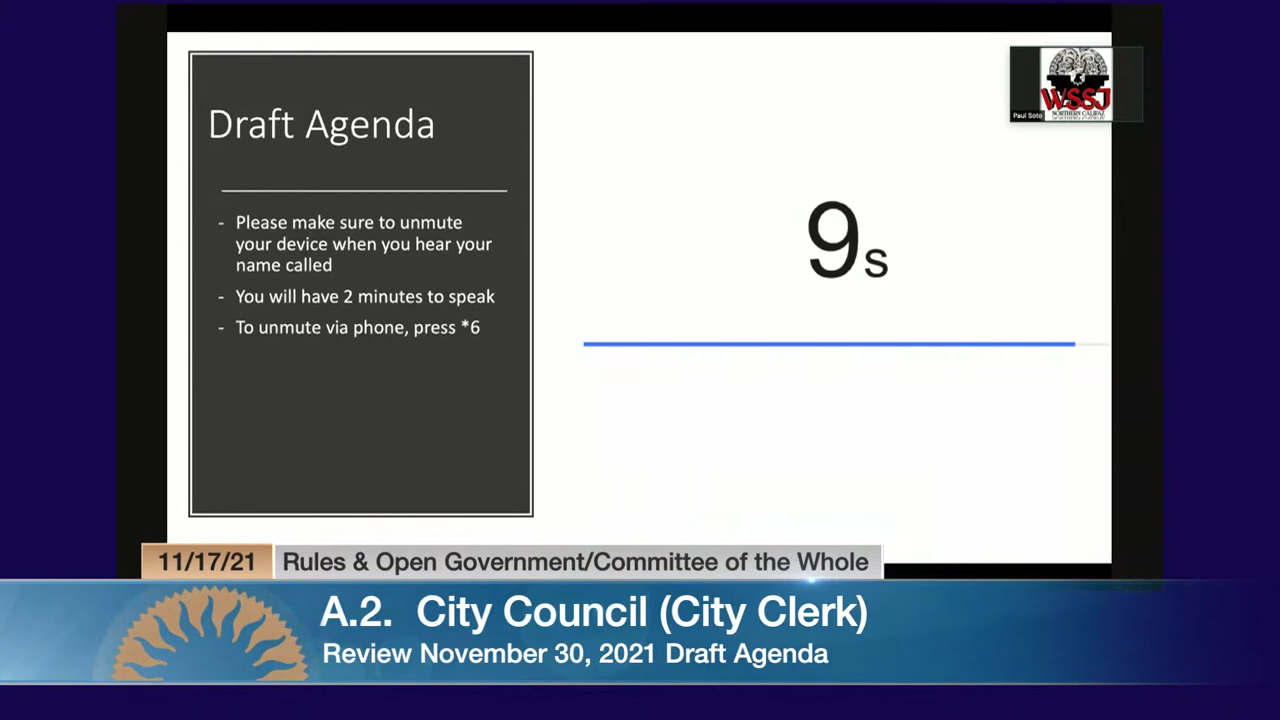 Draft Agenda
- Please make sure to unmute
your device when you hear your
name called
- You will have 2 minutes to speak
- To unmute via phone, press *6
9s
WSSJ
NORTHERN CALIFAZ
Paul Soto
11/17/21
Rules & Open Government/Committee of the Whole
A.2. City Council (City Clerk)
Review November 30, 2021 Draft Agenda